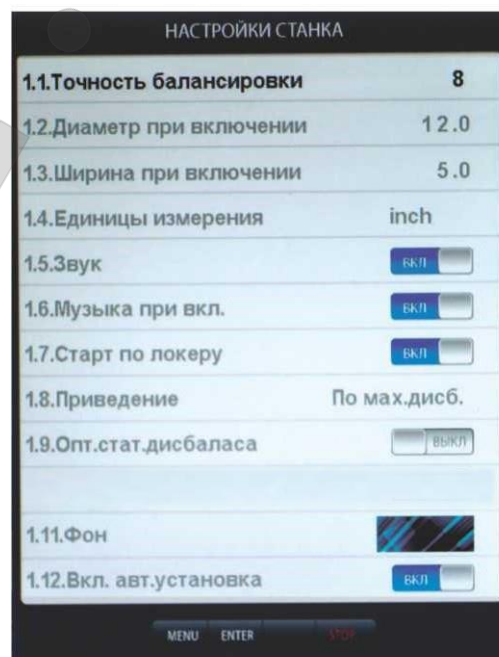 НАСТРОЙКИ СТАНКА
1.1.Точность балансировки 8
1.2.Диаметр при включении 12.0
1.3.Ширина при включении 5.0
1.4.Единицы измерения inch
1.5.Звук ВКЛ
1.6.Музыка при вкл. ВКЛ
1.7.Старт по локеру ВКЛ
1.8.Приведение По мах.дисб.
1.9.Опт.стат.дисбаласа ВЫКЛ
1.11.Фон
1.12.Вкл. авт.установка ВКЛ
MENU ENTER STOP